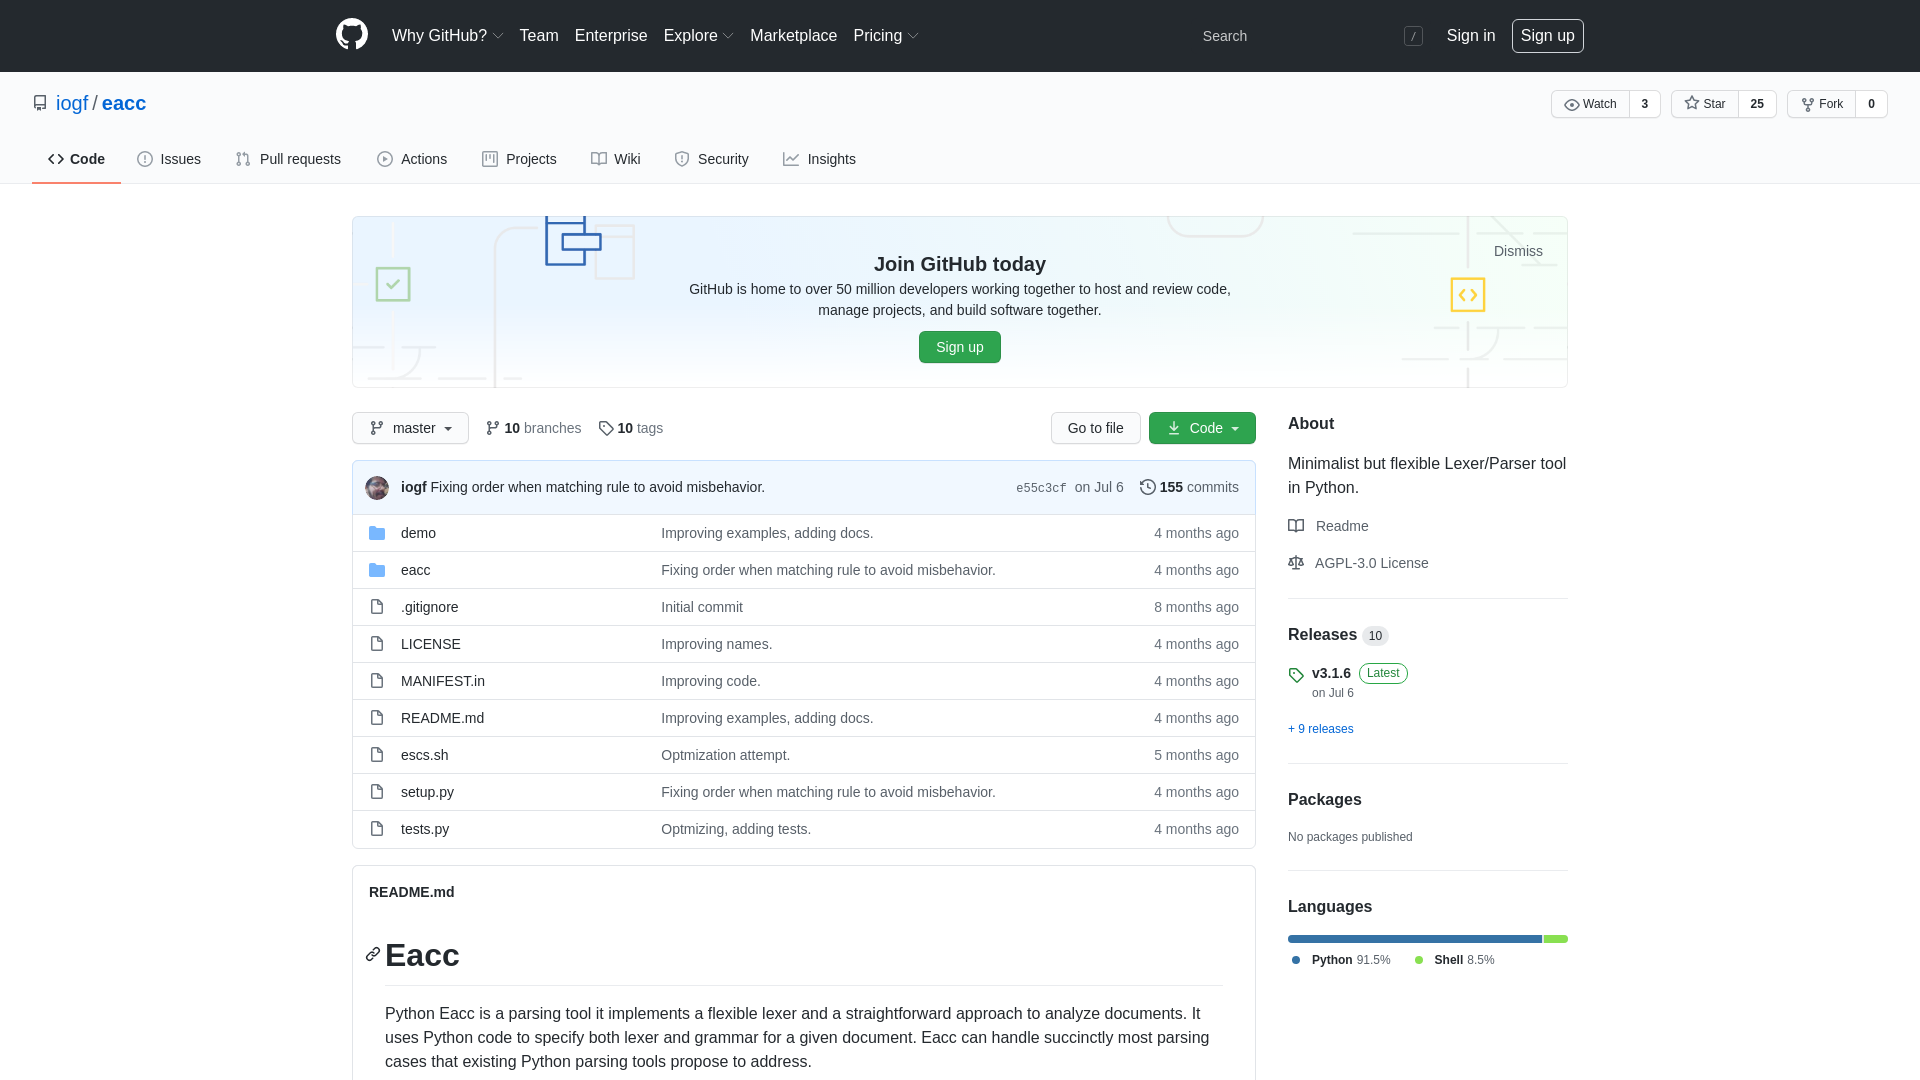 Why GitHub? Team Enterprise Explore Marketplace Pricing Search / Sign in Sign up
iogf / eacc Watch 3 Star 25 Fork 0
Code Issues Pull requests Actions Projects Wiki Security Insights
Dismiss
Join GitHub today
GitHub is home to over 50 million developers working together to host and review code,
manage projects, and build software together.
Sign up
master 10 branches 10 tags Go to file Code
iogf Fixing order when matching rule to avoid misbehavior. e55c3cf on Jul 6 155 commits
demo Improving examples, adding docs. 4 months ago
eacc Fixing order when matching rule to avoid misbehavior. 4 months ago
.gitignore Initial commit 8 months ago
LICENSE Improving names. 4 months ago
MANIFEST.in Improving code. 4 months ago
README.md Improving examples, adding docs. 4 months ago
escs.sh Optmization attempt. 5 months ago
setup.py Fixing order when matching rule to avoid misbehavior. 4 months ago
tests.py Optmizing, adding tests. 4 months ago
README.md
Eacc
Python Eacc is a parsing tool it implements a flexible lexer and a straightforward approach to analyze documents. It
uses Python code to specify both lexer and grammar for a given document. Eacc can handle succinctly most parsing
cases that existing Python parsing tools propose to address.
About
Minimalist but flexible Lexer/Parser tool
in Python.
Readme
AGPL-3.0 License
Releases 10
v3.1.6 Latest
on Jul 6
+ 9 releases
Packages
No packages published
Languages
Python 91.5% Shell 8.5%